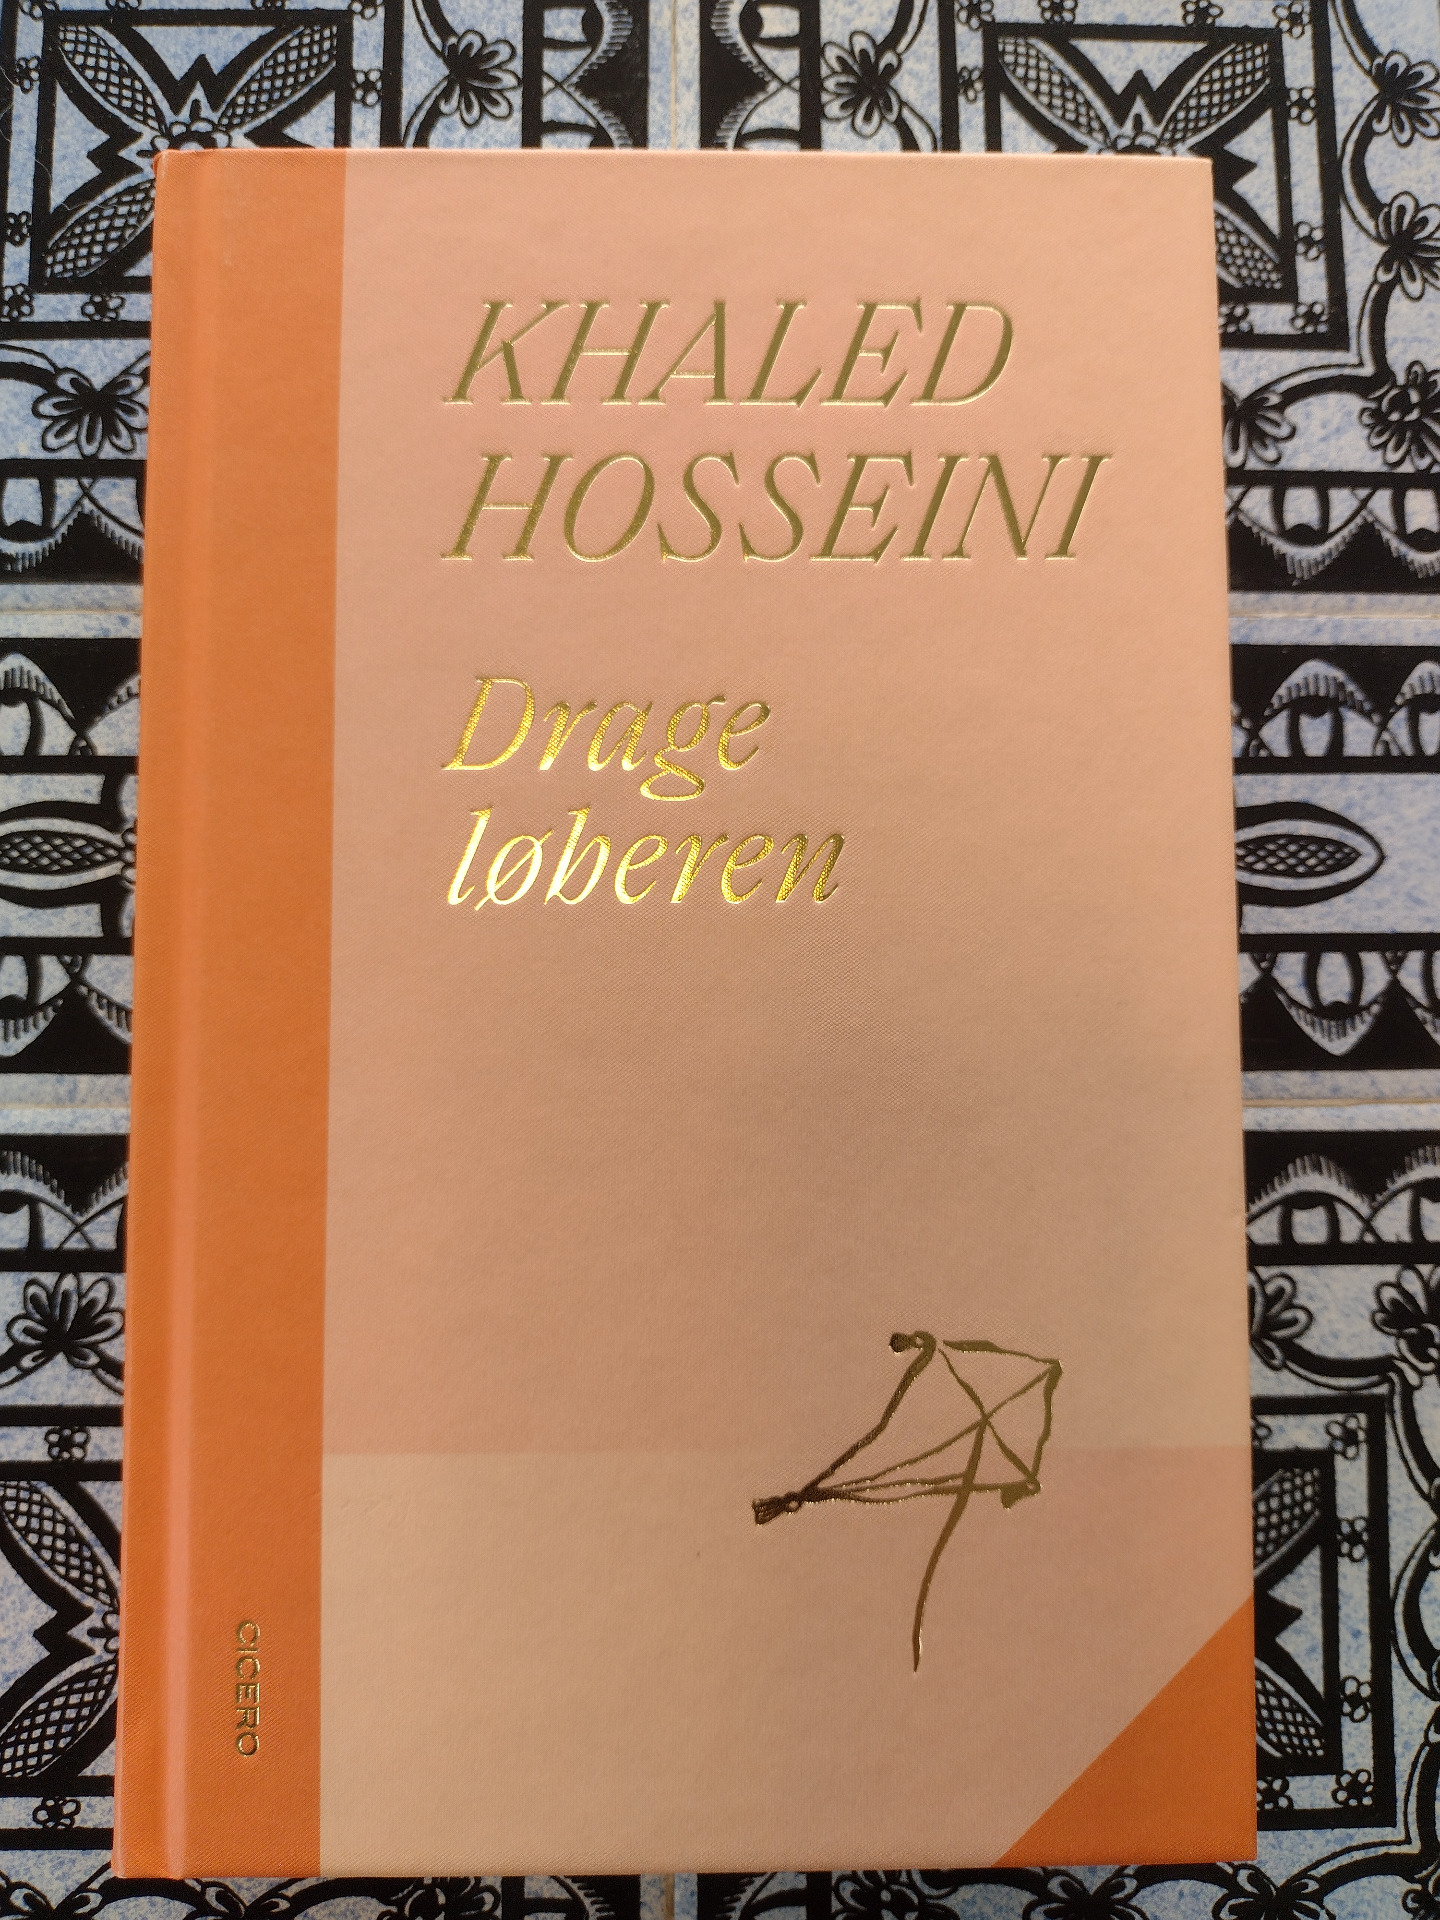 KHALED
HOSSEINI
Drage
løberen
CICERO